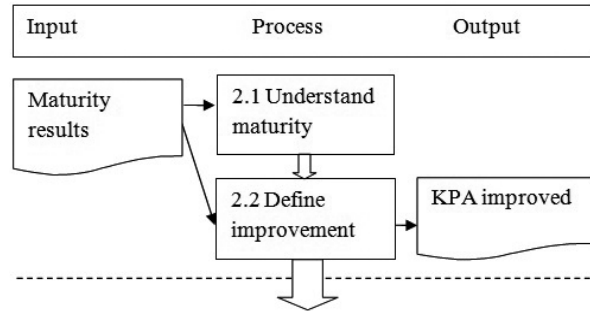 Input Process Output
Maturity
results
2.1 Understand
maturity
2.2 Define
improvement
KPA improved